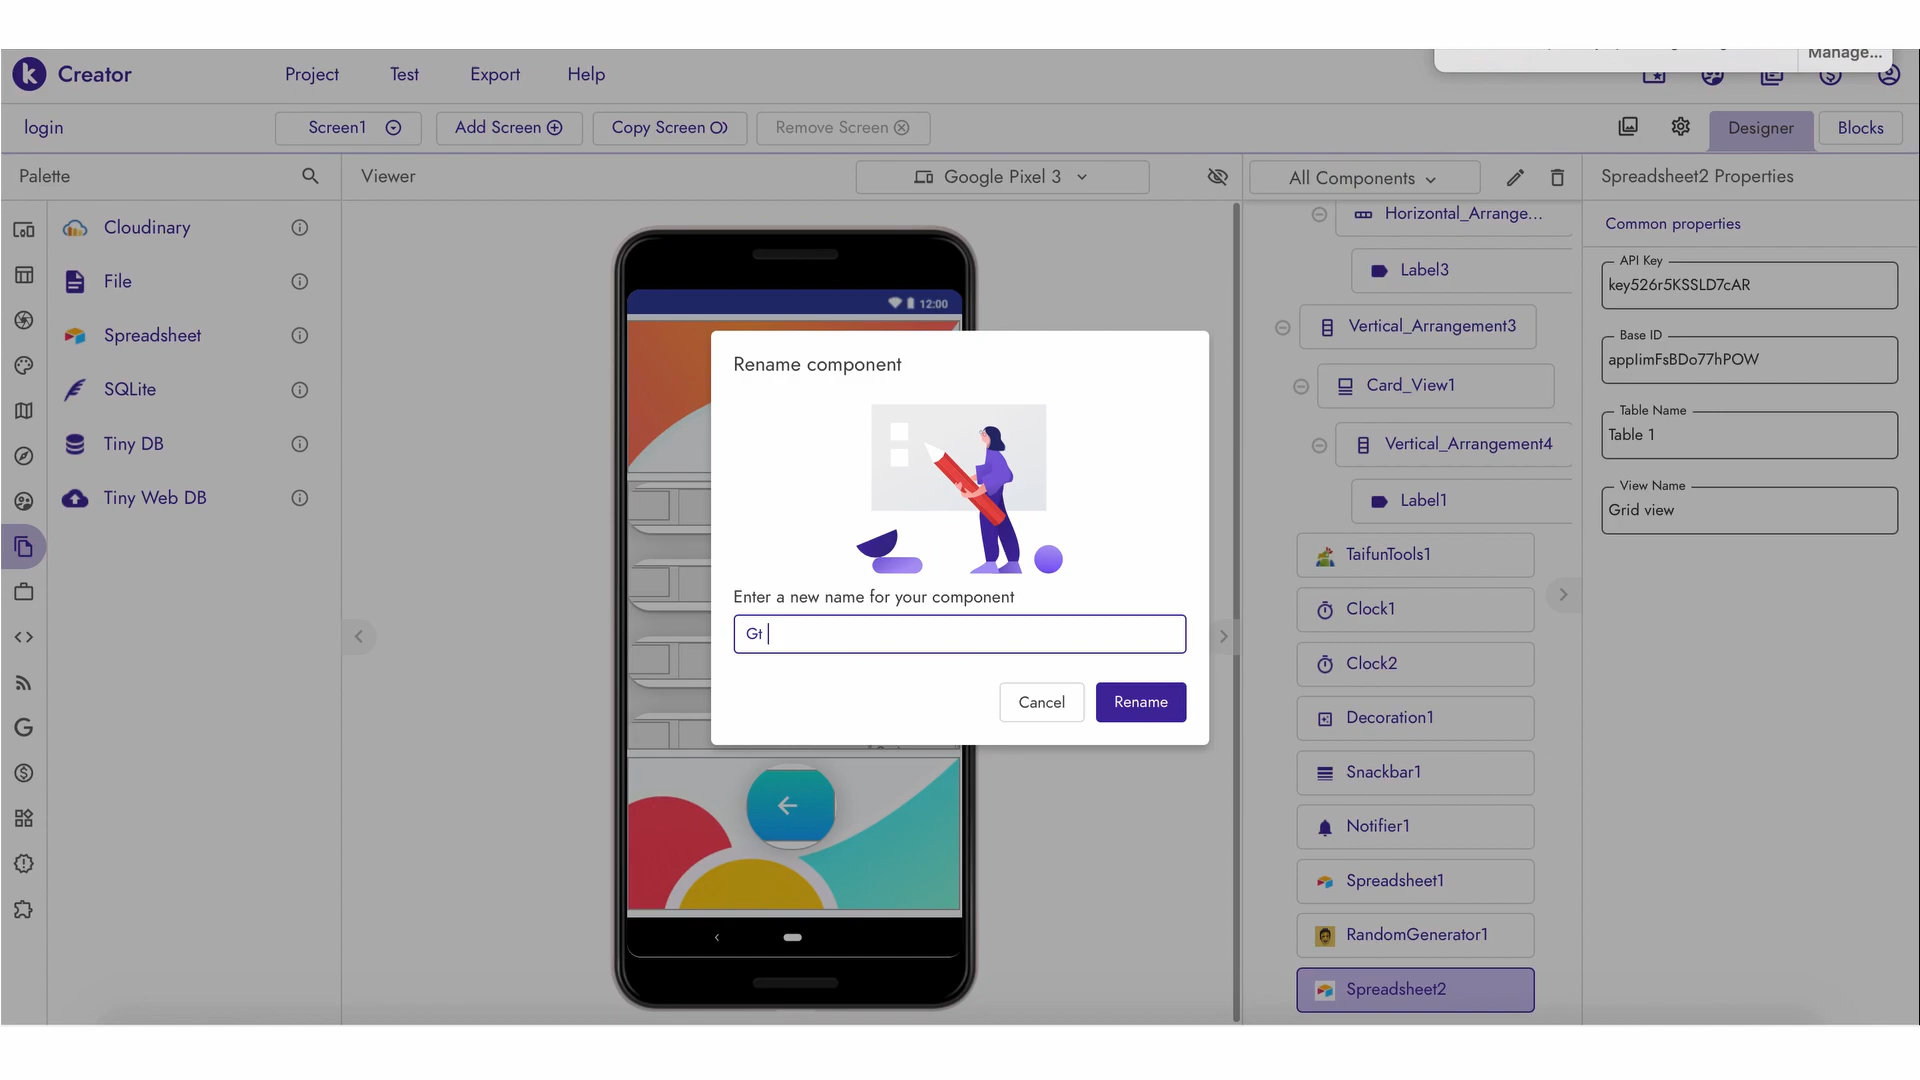 Manage...
Creator
Project
Test
Export
Help
login
Screen1
Add Screen
Copy Screen
Remove Screen
Designer
Blocks
Palette
Viewer
Google Pixel 3
All Components
Spreadsheet2 Properties
Cloudinary
File
Spreadsheet
SQLite
Tiny DB
Tiny Web DB
12:00
Rename component
Enter a new name for your component
Gt
Cancel
Rename
Horizontal_Arrange...
Label3
Vertical_Arrangement3
Card_View1
Vertical_Arrangement4
Label1
TaifunTools1
Clock1
Clock2
Decoration1
Snackbar1
Notifier1
Spreadsheet1
RandomGenerator1
Spreadsheet2
Common properties
API Key
key526r5KSSLD7cAR
Base ID
appIimFsBDo77hPOW
Table Name
Table 1
View Name
Grid view